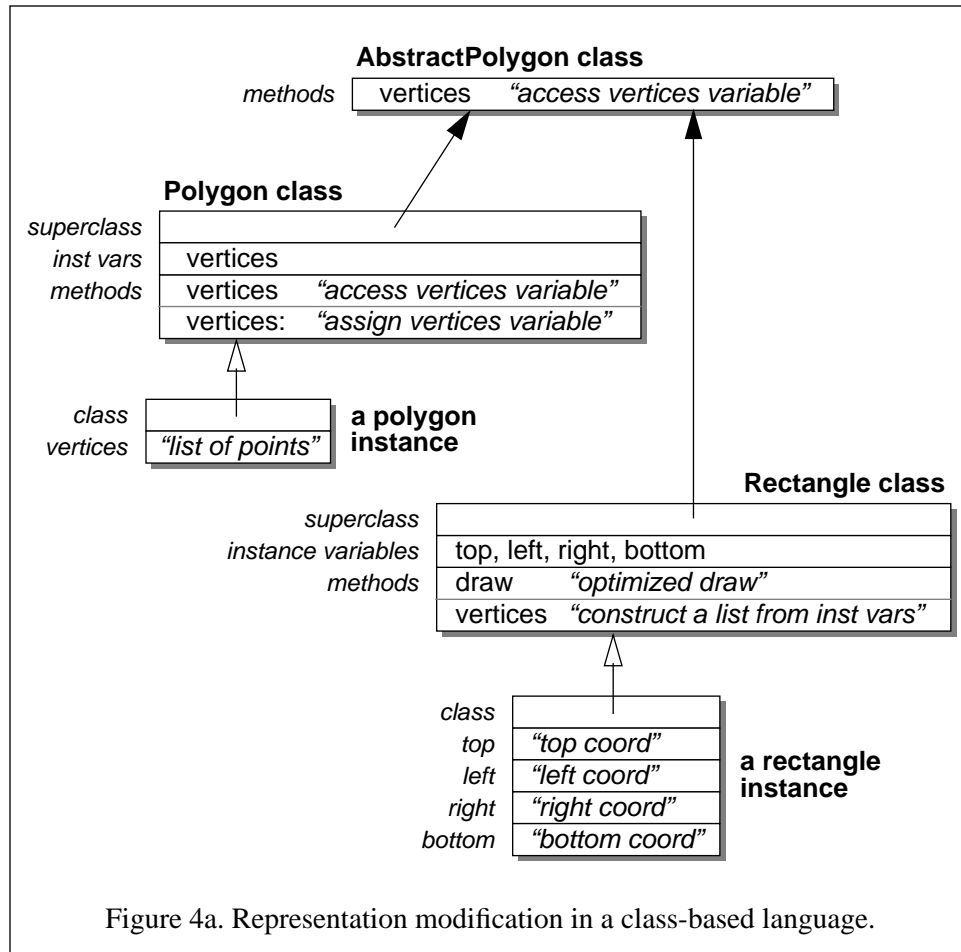 AbstractPolygon class
methods vertices “access vertices variable”
Polygon class
superclass
inst vars vertices
methods vertices “access vertices variable”
vertices: “assign vertices variable”
class
vertices “list of points”
a polygon
instance
Rectangle class
superclass
instance variables top, left, right, bottom
methods draw “optimized draw”
vertices “construct a list from inst vars”
class
top “top coord”
left “left coord”
right “right coord”
bottom “bottom coord”
a rectangle
instance
Figure 4a. Representation modification in a class-based language.